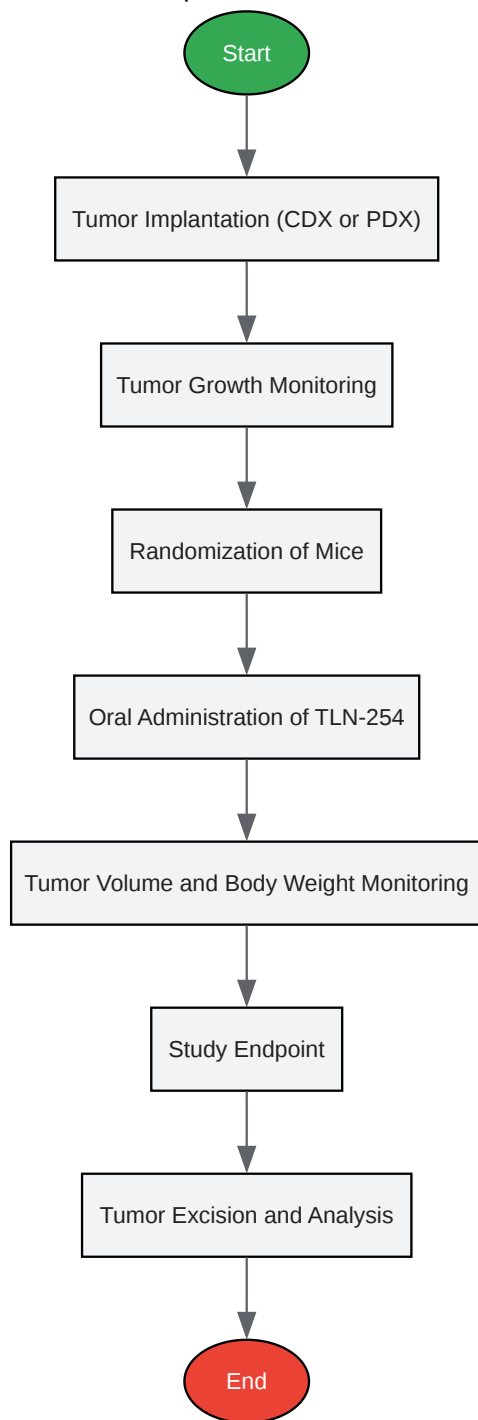 Start
Tumor Implantation (CDX or PDX)
Tumor Growth Monitoring
Randomization of Mice
Oral Administration of TLN-254
Tumor Volume and Body Weight Monitoring
Study Endpoint
Tumor Excision and Analysis
End